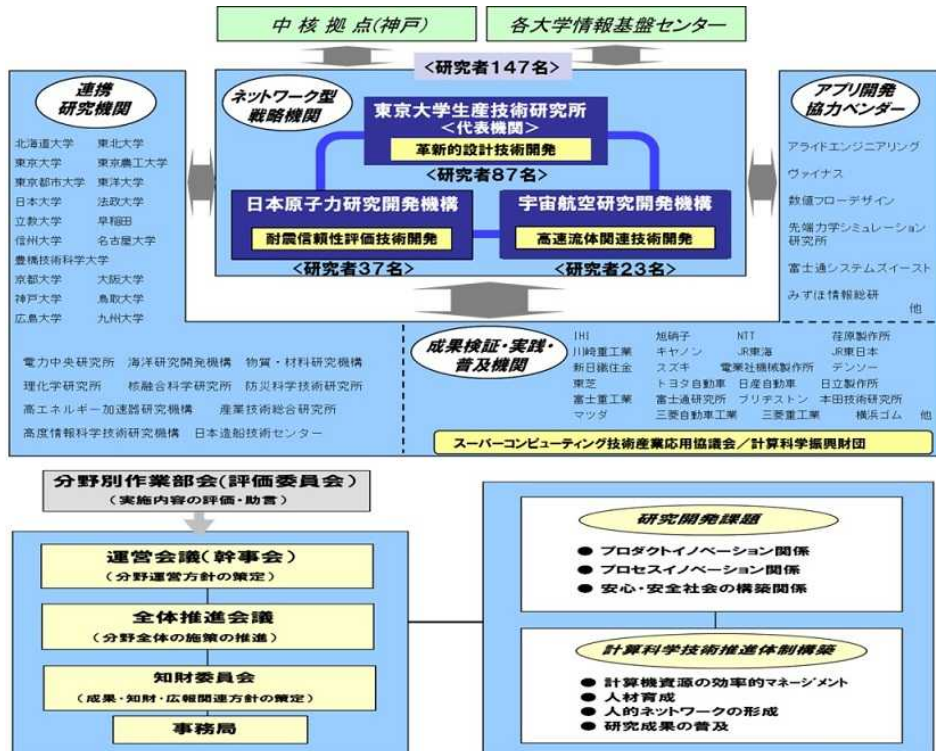 中 核 拠 点(神戸)
各大学情報基盤センター
<研究者147名>
連携
研究機関
北海道大学 東北大学
東京大学 東京農工大学
東京都市大学 東洋大学
日本大学 法政大学
立教大学 早稲田
信州大学 名古屋大学
豊橋技術科学大学
京都大学 大阪大学
神戸大学 鳥取大学
広島大学 九州大学
電力中央研究所 海洋研究開発機構 物質・材料研究機構
理化学研究所 核融合科学研究所 防災科学技術研究所
高エネルギー加速器研究機構 産業技術総合研究所
高度情報科学技術研究機構 日本造船技術センター
ネットワーク型
戦略機関
東京大学生産技術研究所
<代表機関>
革新的設計技術開発
<研究者87名>
日本原子力研究開発機構
耐震信頼性評価技術開発
<研究者37名>
宇宙航空研究開発機構
高速流体関連技術開発
<研究者23名>
アプリ開発
協力ベンダー
アライドエンジニアリング
ヴァイナス
数値フローデザイン
先端力学シミュレーション
研究所
富士通システムズイースト
みずほ情報総研
他
成果検証・実践・
普及機関
IHI 旭硝子 NTT 荏原製作所
川崎重工業 キヤノン JR東海 JR東日本
新日鐵住金 スズキ 電業社機械製作所 デンソー
東芝 トヨタ自動車 日産自動車 日立製作所
富士重工業 富士通研究所 ブリヂストン 本田技術研究所
マツダ 三菱自動車工業 三菱重工業 横浜ゴム 他
スーパーコンピューティング技術産業応用協議会/計算科学振興財団
分野別作業部会(評価委員会)
(実施内容の評価・助言)
運営会議(幹事会)
(分野運営方針の策定)
全体推進会議
(分野全体の施策の推進)
知財委員会
(成果・知財・広報関連方針の策定)
事務局
研究開発課題
● プロダクトイノベーション関係
● プロセスイノベーション関係
● 安心・安全社会の構築関係
計算科学技術推進体制構築
● 計算機資源の効率的マネージメント
● 人材育成
● 人的ネットワークの形成
● 研究成果の普及